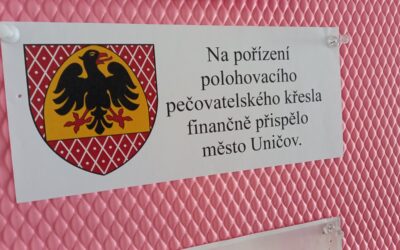 Na pořízení
polohovacího
pečovatelského křesla
finančně přispělo
město Uničov.